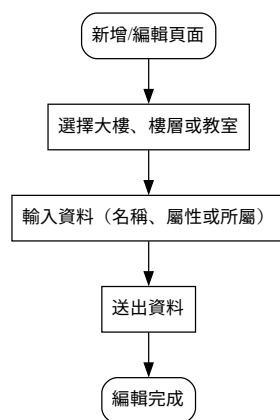 新增/編輯頁面
選擇大樓、樓層或教室
輸入資料（名稱、屬性或所屬）
送出資料
編輯完成